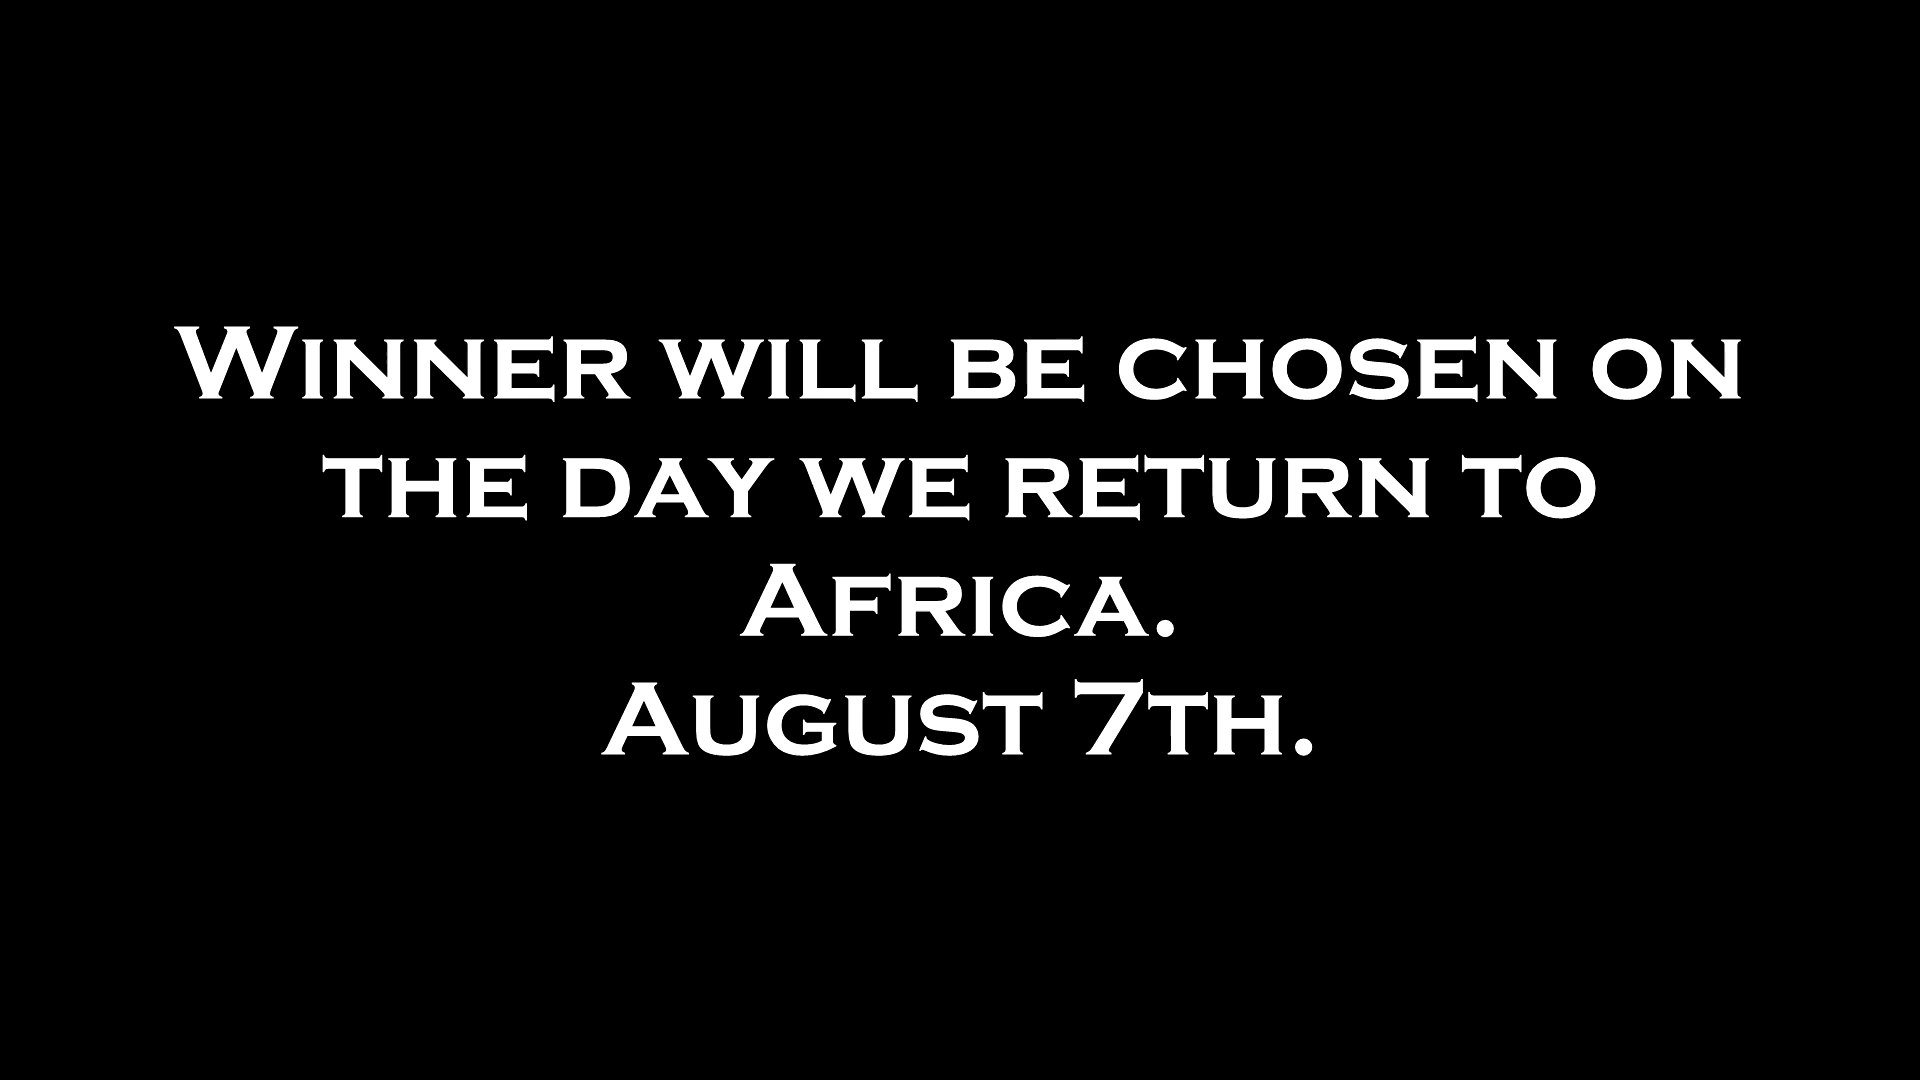 Winner will be chosen on
the day we return to
Africa.
August 7th.